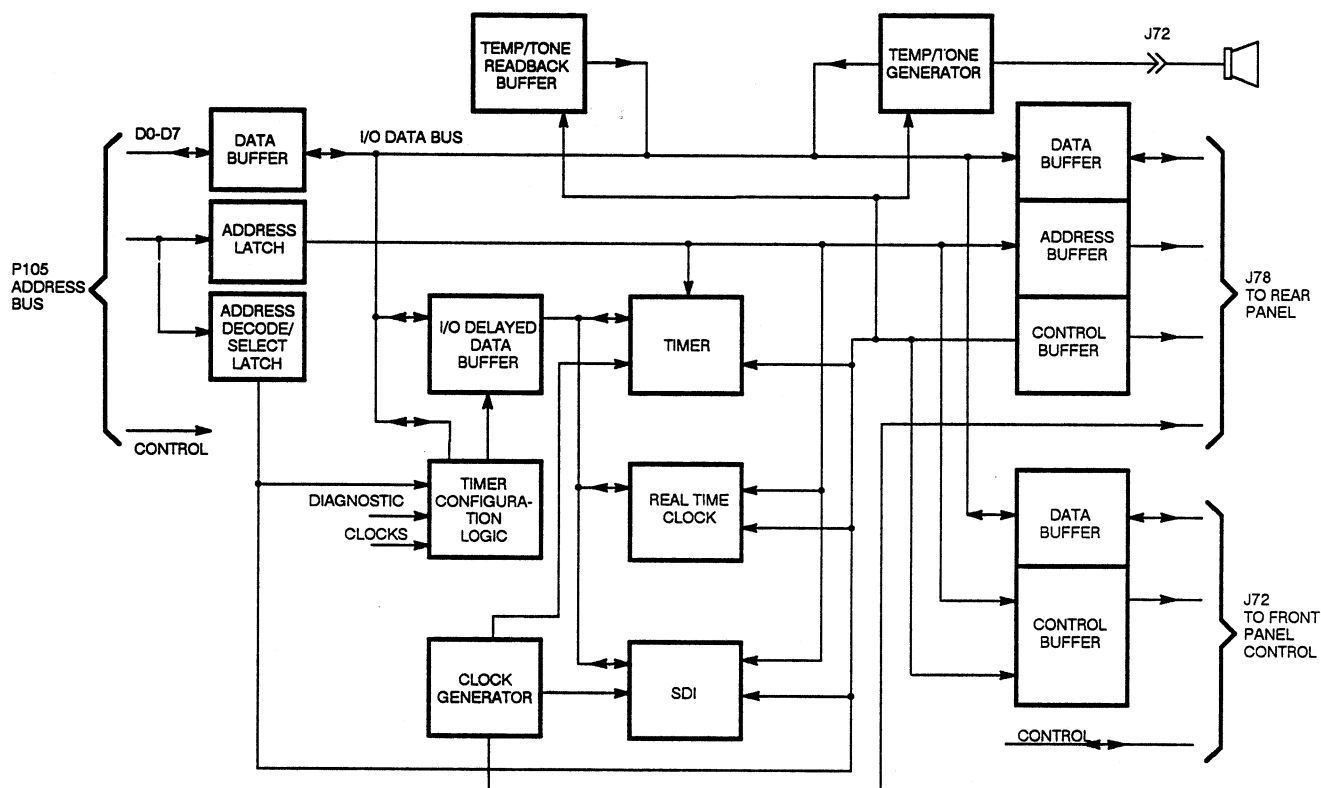 J72
TEMP/TONE
READBACK
BUFFER
TEMP/TONE
GENERATOR
D0-D7
DATA
BUFFER
I/O DATA BUS
DATA
BUFFER
ADDRESS
LATCH
ADDRESS
BUFFER
P105
ADDRESS
BUS
J78
TO REAR
PANEL
ADDRESS
DECODE/
SELECT
LATCH
I/O DELAYED
DATA
BUFFER
TIMER
CONTROL
BUFFER
CONTROL
TIMER
CONFIGURA-
TION
LOGIC
DIAGNOSTIC
CLOCKS
REAL TIME
CLOCK
DATA
BUFFER
J72
TO FRONT
PANEL
CONTROL
CONTROL
BUFFER
CLOCK
GENERATOR
SDI
CONTROL